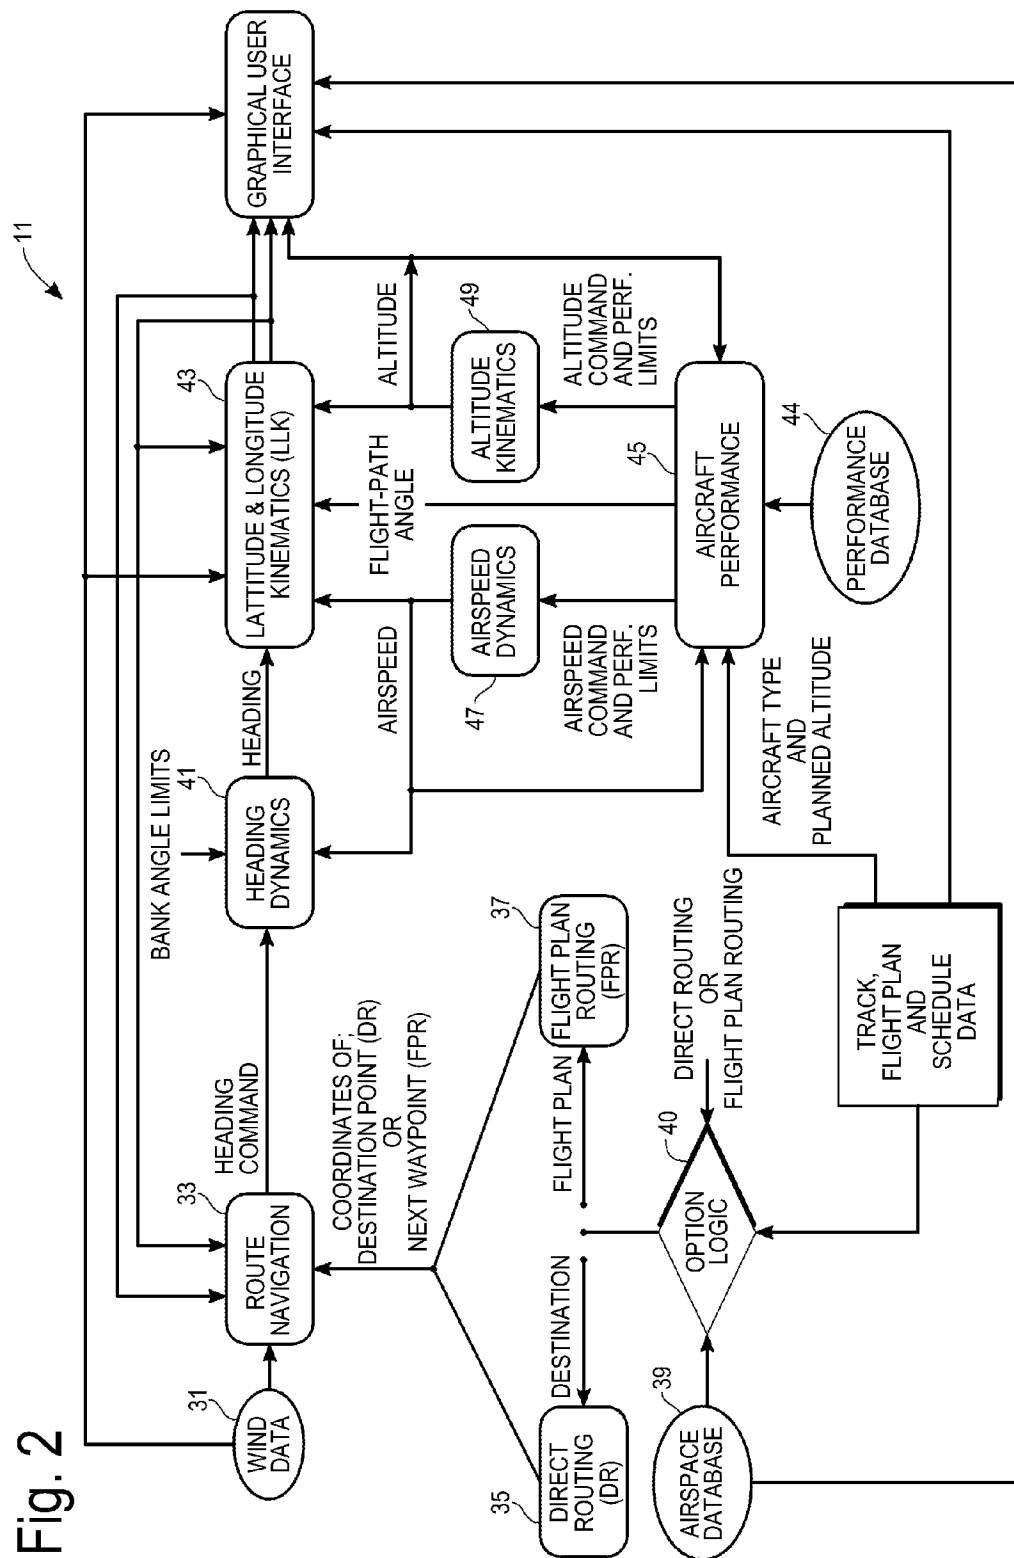 Fig. 2
11
WIND
DATA
31
ROUTE
NAVIGATION
33
HEADING
COMMAND
BANK ANGLE LIMITS
HEADING
DYNAMICS
41
HEADING
LATTITUDE & LONGITUDE
KINEMATICS (LLK)
43
GRAPHICAL USER
INTERFACE
COORDINATES OF;
DESTINATION POINT (DR)
OR
NEXT WAYPOINT (FPR)
AIRSPEED
FLIGHT-PATH
ANGLE
ALTITUDE
AIRSPEED
DYNAMICS
47
ALTITUDE
KINEMATICS
49
AIRSPEED
COMMAND
AND PERF.
LIMITS
ALTITUDE
COMMAND
AND PERF.
LIMITS
DIRECT
ROUTING
(DR)
35
DESTINATION
FLIGHT PLAN
FLIGHT PLAN
ROUTING
(FPR)
37
AIRCRAFT
PERFORMANCE
45
AIRSPACE
DATABASE
39
OPTION
LOGIC
40
DIRECT ROUTING
OR
FLIGHT PLAN ROUTING
AIRCRAFT TYPE
AND
PLANNED ALTITUDE
PERFORMANCE
DATABASE
44
TRACK,
FLIGHT PLAN
AND
SCHEDULE
DATA